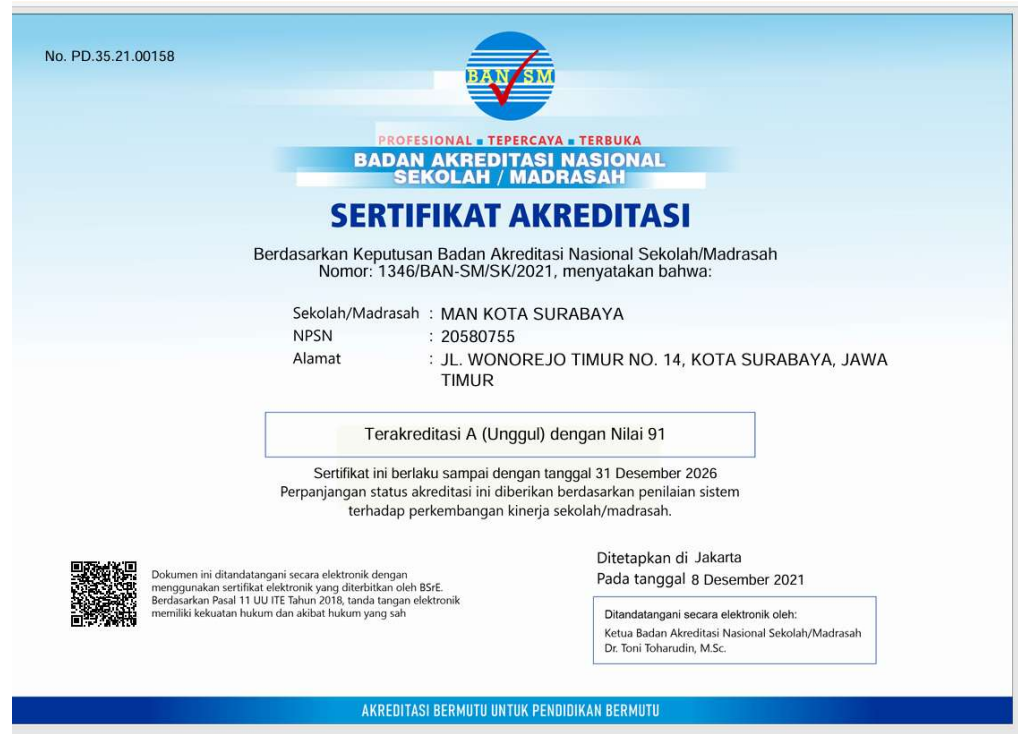 No. PD.35.21.00158
BAN SM
PROFESIONAL ■ TEPERCAYA ■ TERBUKA
BADAN AKREDITASI NASIONAL
SEKOLAH / MADRASAH
SERTIFIKAT AKREDITASI
Berdasarkan Keputusan Badan Akreditasi Nasional Sekolah/Madrasah
Nomor: 1346/BAN-SM/SK/2021, menyatakan bahwa:
Sekolah/Madrasah : MAN KOTA SURABAYA
NPSN : 20580755
Alamat : JL. WONOREJO TIMUR NO. 14, KOTA SURABAYA, JAWA
TIMUR
Terakreditasi A (Unggul) dengan Nilai 91
Sertifikat ini berlaku sampai dengan tanggal 31 Desember 2026
Perpanjangan status akreditasi ini diberikan berdasarkan penilaian sistem
terhadap perkembangan kinerja sekolah/madrasah.
Dokumen ini ditandatangani secara elektronik dengan
menggunakan sertifikat elektronik yang diterbitkan oleh BSrE.
Berdasarkan Pasal 11 UU ITE Tahun 2018, tanda tangan elektronik
memiliki kekuatan hukum dan akibat hukum yang sah
Ditetapkan di Jakarta
Pada tanggal 8 Desember 2021
Ditandatangani secara elektronik oleh:
Ketua Badan Akreditasi Nasional Sekolah/Madrasah
Dr. Toni Toharudin, M.Sc.
AKREDITASI BERMUTU UNTUK PENDIDIKAN BERMUTU